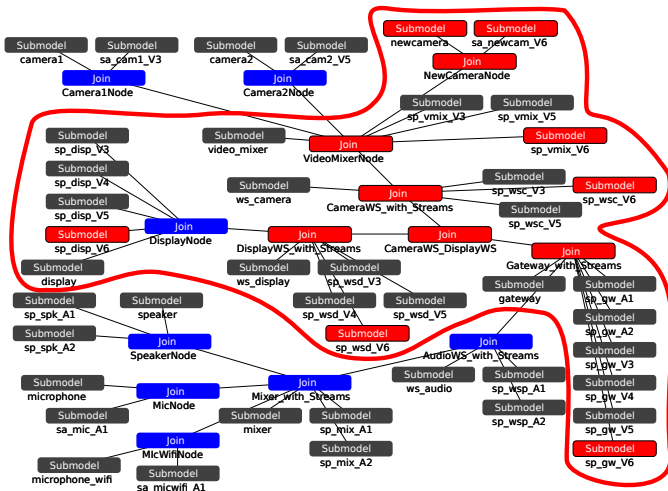 Submodel
newcamera
Submodel
sa_newcam_V6
Submodel
camera1
Submodel
sa_cam1_V3
Submodel
camera2
Submodel
sa_cam2_V5
Join
NewCameraNode
Join
Camera1Node
Join
Camera2Node
Submodel
sp_vmix_V3
Submodel
sp_vmix_V5
Submodel
sp_disp_V3
Submodel
video_mixer
Join
VideoMixerNode
Submodel
sp_vmix_V6
Submodel
sp_disp_V4
Submodel
ws_camera
Join
CameraWS_with_Streams
Submodel
sp_wsc_V3
Submodel
sp_wsc_V6
Submodel
sp_disp_V5
Submodel
sp_wsc_V5
Join
DisplayNode
Submodel
sp_disp_V6
Join
DisplayWS_with_Streams
Join
CameraWS_DisplayWS
Join
Gateway_with_Streams
Submodel
display
Submodel
ws_display
Submodel
sp_wsd_V3
Submodel
gateway
Submodel
sp_gw_A1
Submodel
sp_spk_A1
Submodel
speaker
Submodel
sp_wsd_V4
Submodel
sp_wsd_V5
Submodel
sp_gw_A2
Submodel
sp_spk_A2
Join
SpeakerNode
Submodel
sp_wsd_V6
Join
AudioWS_with_Streams
Submodel
sp_gw_V3
Submodel
microphone
Join
MicNode
Join
Mixer_with_Streams
Submodel
ws_audio
Submodel
sp_wsp_A1
Submodel
sp_gw_V4
Submodel
sa_mic_A1
Submodel
mixer
Submodel
sp_mix_A1
Submodel
sp_wsp_A2
Submodel
sp_gw_V5
Join
MIcWifiNode
Submodel
sp_mix_A2
Submodel
sp_gw_V6
Submodel
microphone_wifi
Submodel
sa_micwifi_A1